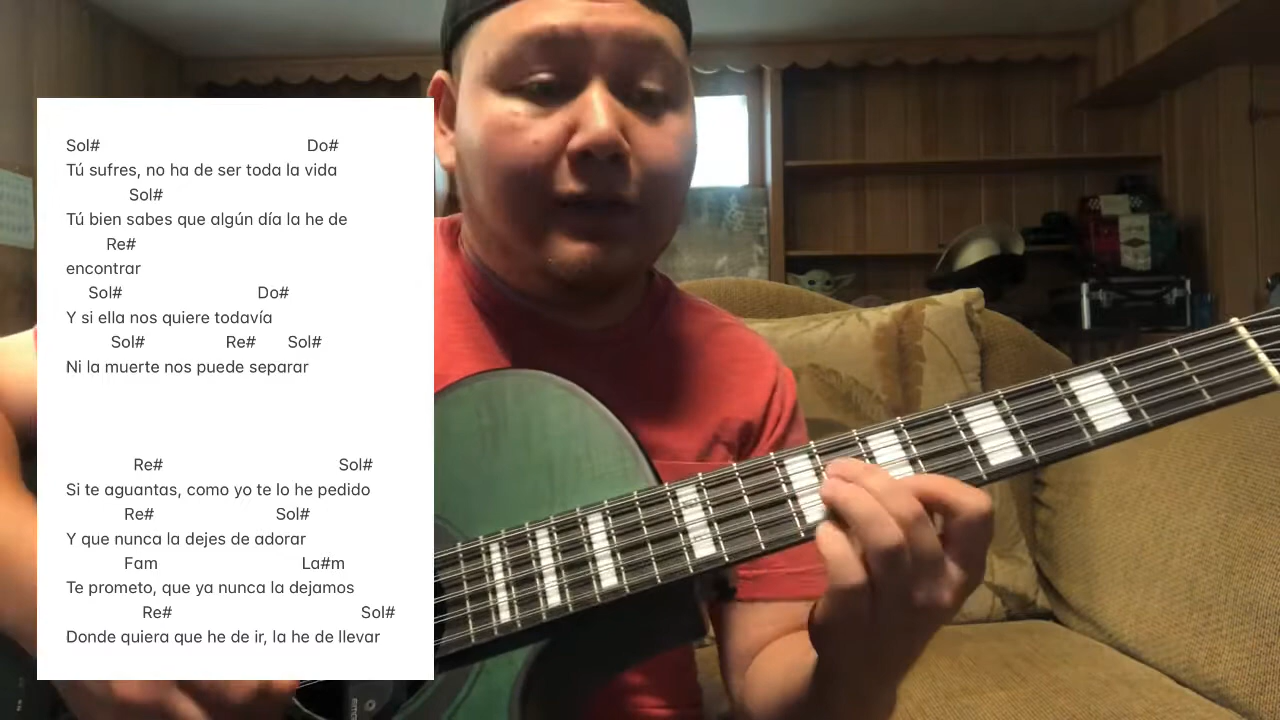 Sol# Do#
Tú sufres, no ha de ser toda la vida
Sol#
Tú bien sabes que algún día la he de
Re#
encontrar
Sol# Do#
Y si ella nos quiere todavía
Sol# Re# Sol#
Ni la muerte nos puede separar
Re# Sol#
Si te aguantas, como yo te lo he pedido
Re# Sol#
Y que nunca la dejes de adorar
Fam La#m
Te prometo, que ya nunca la dejamos
Re# Sol#
Donde quiera que he de ir, la he de llevar